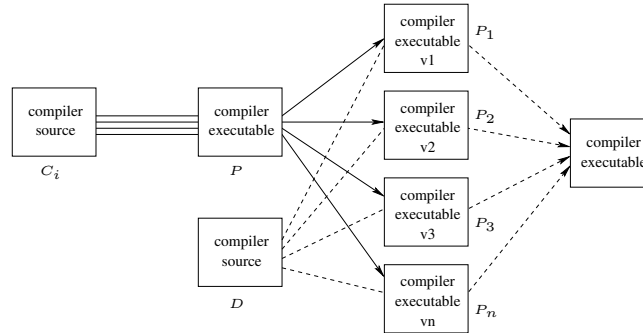 compiler
source
C_i
compiler
executable
P
compiler
source
D
compiler
executable
v1
P_1
compiler
executable
v2
P_2
compiler
executable
v3
P_3
compiler
executable
vn
P_n
compiler
executable